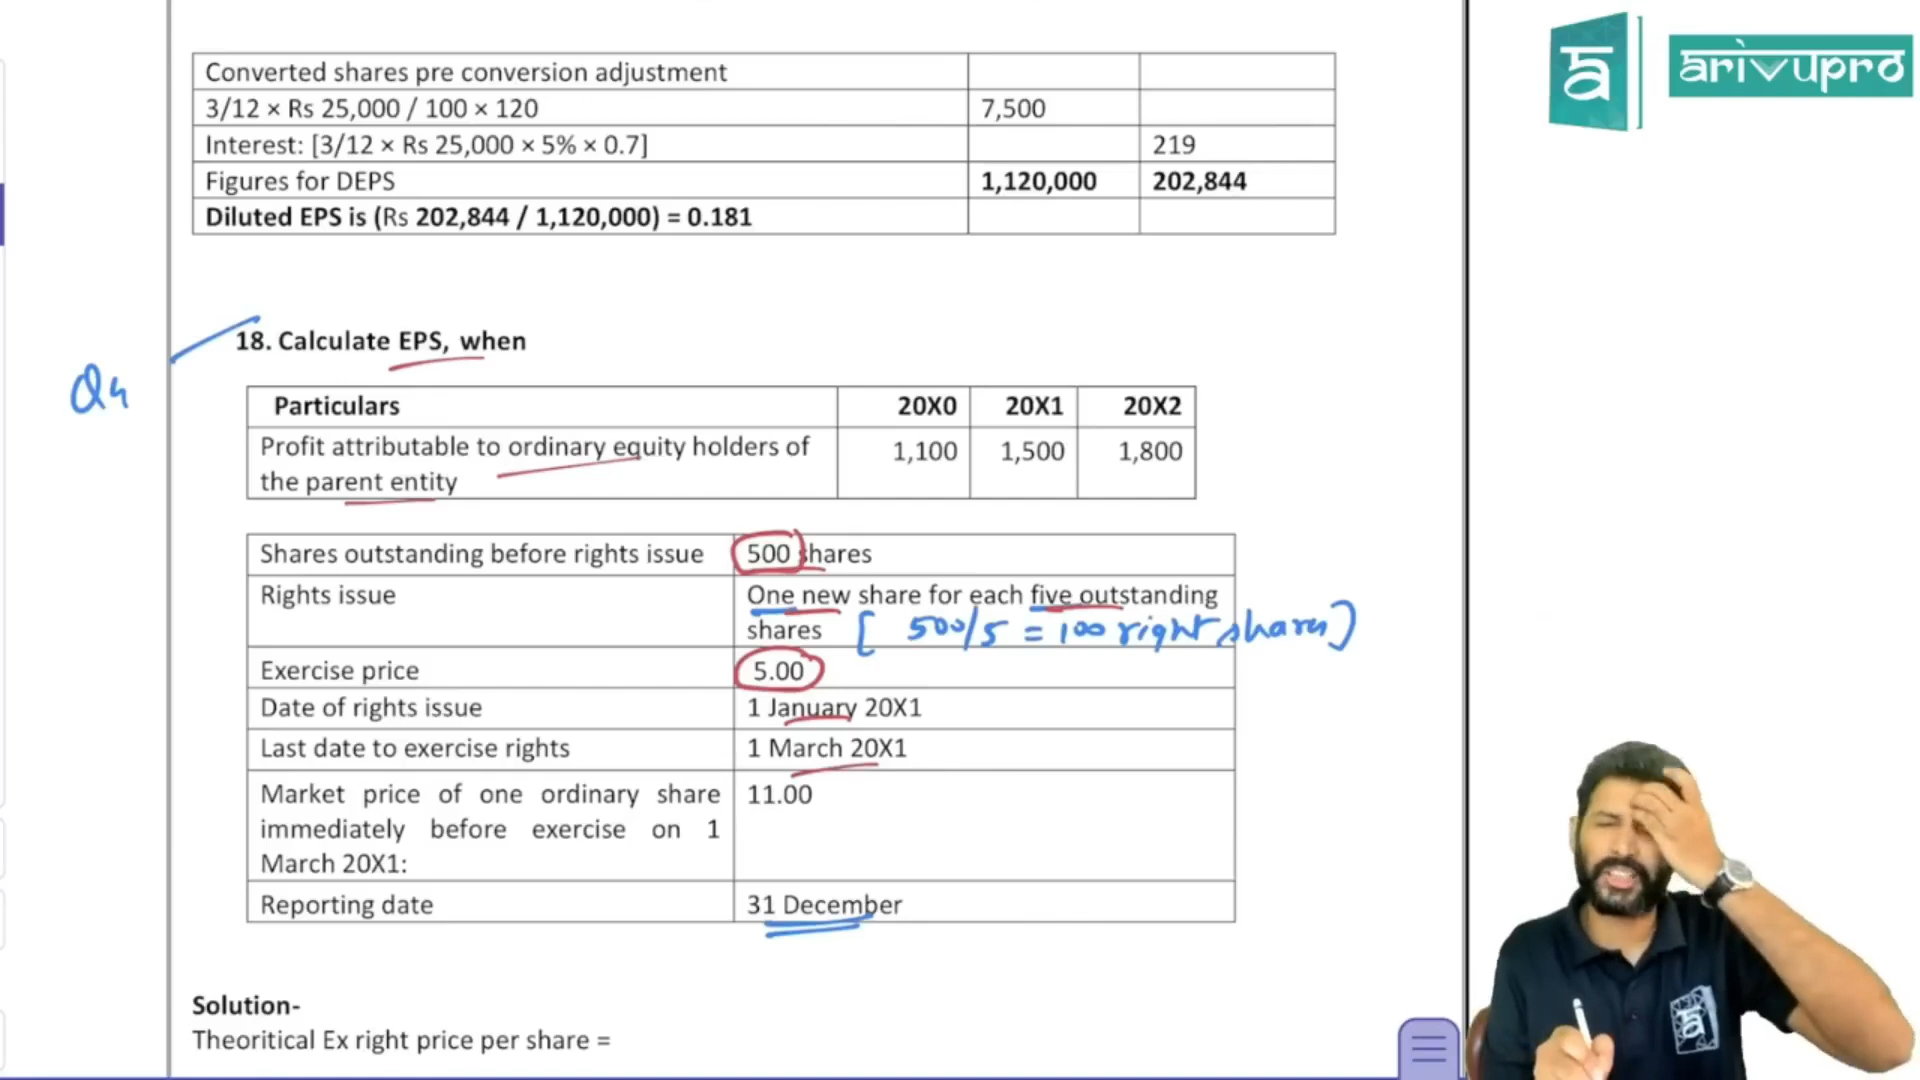 ā arivupro
Converted shares pre conversion adjustment
3/12 × Rs 25,000 / 100 × 120 7,500
Interest: [3/12 × Rs 25,000 × 5% × 0.7] 219
Figures for DEPS 1,120,000 202,844
Diluted EPS is (Rs 202,844 / 1,120,000) = 0.181
Q4
18. Calculate EPS, when
Particulars 20X0 20X1 20X2
Profit attributable to ordinary equity holders of 1,100 1,500 1,800
the parent entity
Shares outstanding before rights issue 500 shares
Rights issue One new share for each five outstanding
shares [ 500/5 = 100 right shares]
Exercise price 5.00
Date of rights issue 1 January 20X1
Last date to exercise rights 1 March 20X1
Market price of one ordinary share 11.00
immediately before exercise on 1
March 20X1:
Reporting date 31 December
Solution-
Theoritical Ex right price per share =
ā